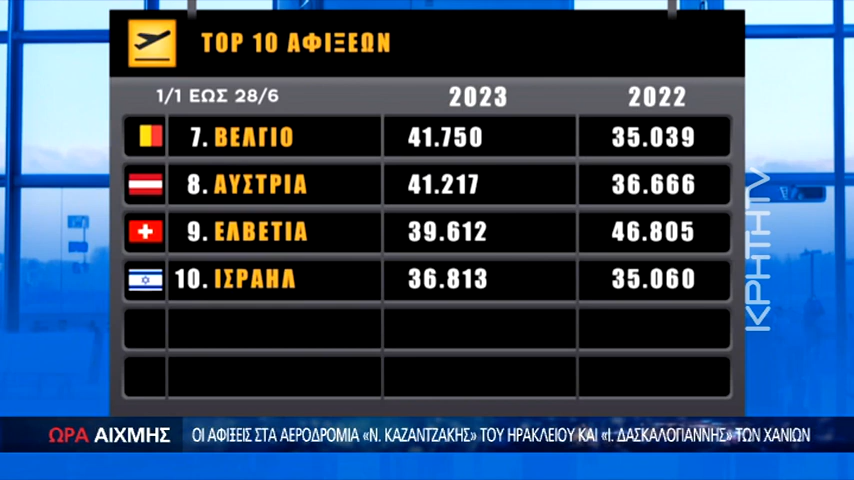 TOP 10 ΑΦΙΞΕΩΝ
1/1 ΕΩΣ 28/6 2023 2022
7. ΒΕΛΓΙΟ 41.750 35.039
8. ΑΥΣΤΡΙΑ 41.217 36.666
9. ΕΛΒΕΤΙΑ 39.612 46.805
10. ΙΣΡΑΗΛ 36.813 35.060
ΚΡΗΤΗTV
ΩΡΑ ΑΙΧΜΗΣ ΟΙ ΑΦΙΞΕΙΣ ΣΤΑ ΑΕΡΟΔΡΟΜΙΑ «Ν. ΚΑΖΑΝΤΖΑΚΗΣ» ΤΟΥ ΗΡΑΚΛΕΙΟΥ ΚΑΙ «Ι. ΔΑΣΚΑΛΟΓΙΑΝΝΗΣ» ΤΩΝ ΧΑΝΙΩΝ